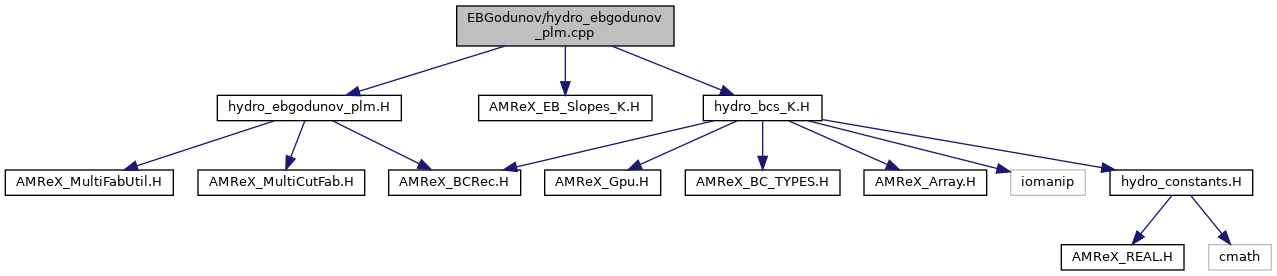 EBGodunov/hydro_ebgodunov
_plm.cpp
hydro_ebgodunov_plm.H
AMReX_EB_Slopes_K.H
hydro_bcs_K.H
AMReX_MultiFabUtil.H
AMReX_MultiCutFab.H
AMReX_BCRec.H
AMReX_Gpu.H
AMReX_BC_TYPES.H
AMReX_Array.H
iomanip
hydro_constants.H
AMReX_REAL.H
cmath